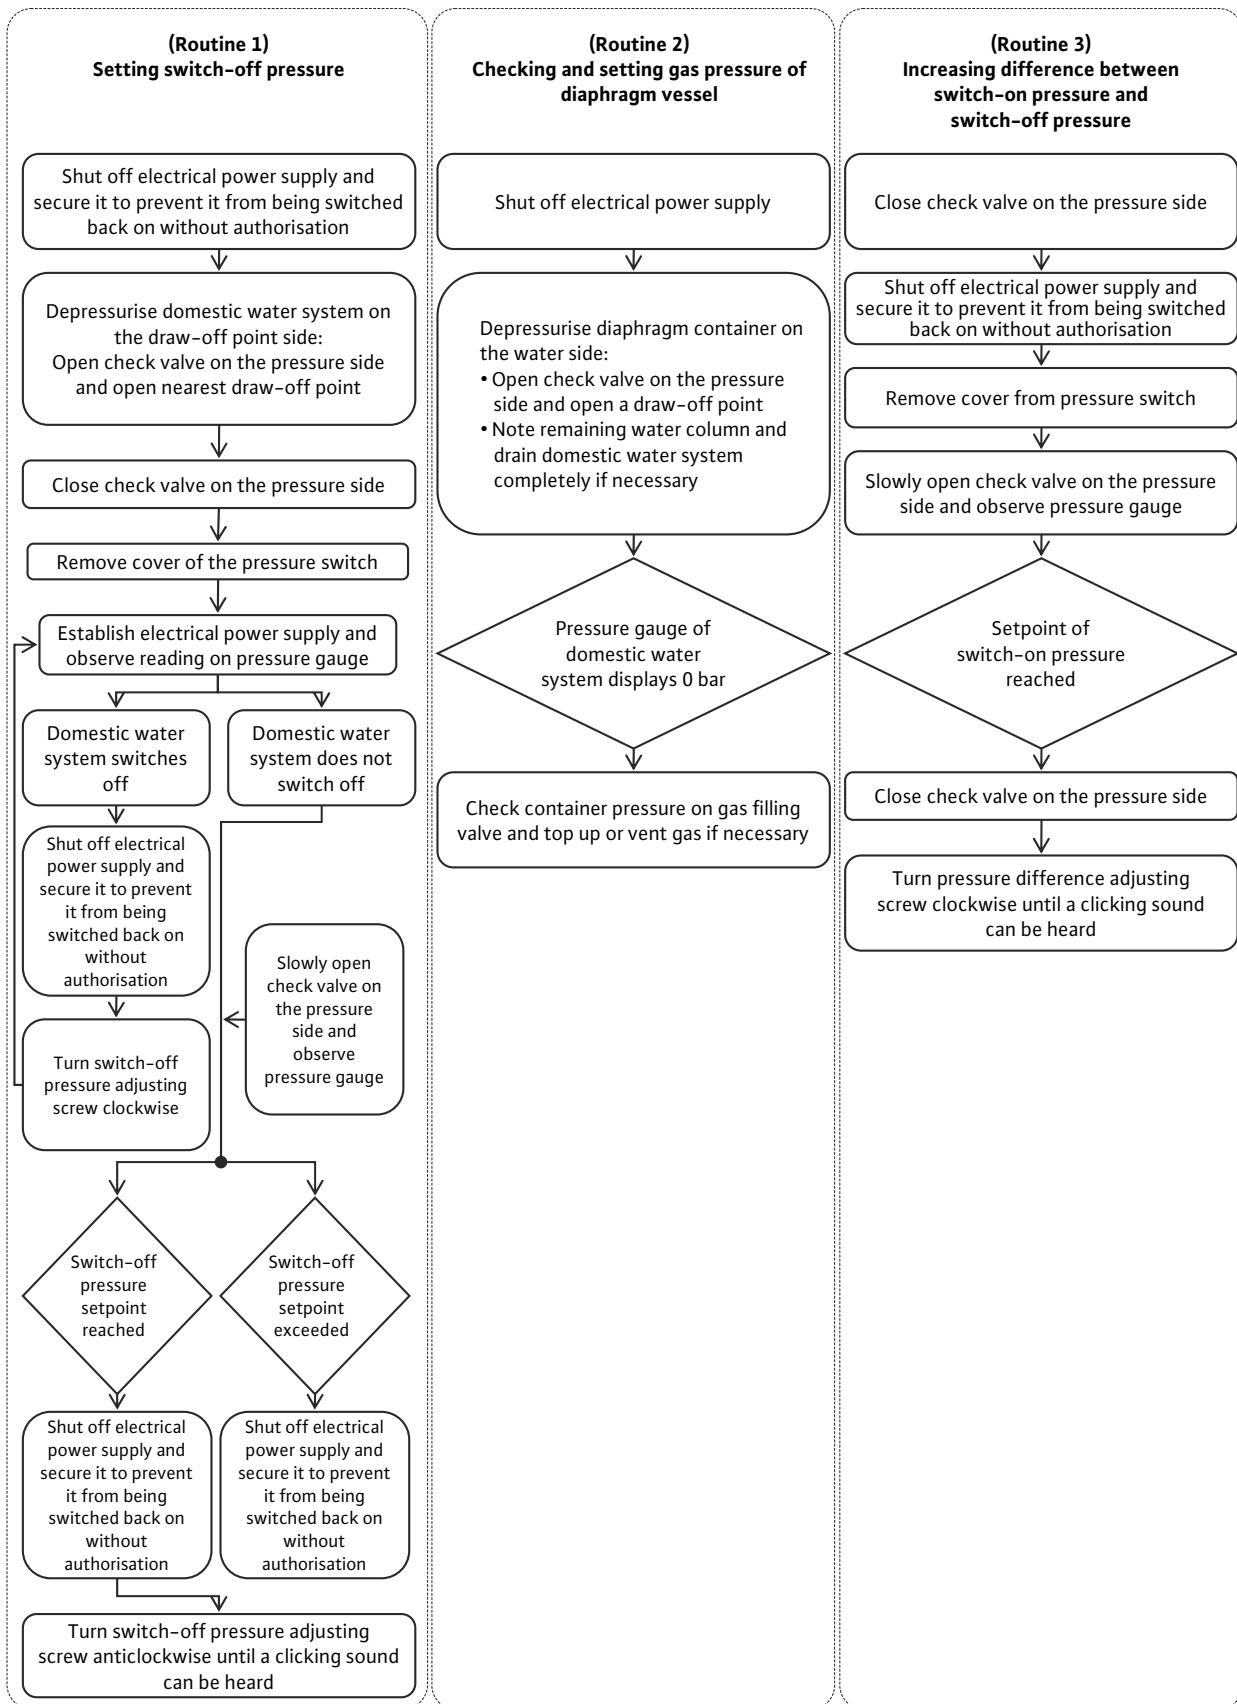 (Routine 1)
Setting switch-off pressure
Shut off electrical power supply and
secure it to prevent it from being switched
back on without authorisation
Depressurise domestic water system on
the draw-off point side:
Open check valve on the pressure side
and open nearest draw-off point
Close check valve on the pressure side
Remove cover of the pressure switch
Establish electrical power supply and
observe reading on pressure gauge
Domestic water
system switches
off
Domestic water
system does not
switch off
Shut off electrical
power supply and
secure it to prevent
it from being
switched back on
without
authorisation
Slowly open
check valve on
the pressure
side and
observe
pressure gauge
Turn switch-off
pressure adjusting
screw clockwise
Switch-off
pressure
setpoint
reached
Switch-off
pressure
setpoint
exceeded
Shut off electrical
power supply and
secure it to prevent
it from being
switched back on
without
authorisation
Shut off electrical
power supply and
secure it to prevent
it from being
switched back on
without
authorisation
Turn switch-off pressure adjusting
screw anticlockwise until a clicking sound
can be heard
(Routine 2)
Checking and setting gas pressure of
diaphragm vessel
Shut off electrical power supply
Depressurise diaphragm container on
the water side:
• Open check valve on the pressure
side and open a draw-off point
• Note remaining water column and
drain domestic water system
completely if necessary
Pressure gauge of
domestic water
system displays 0 bar
Check container pressure on gas filling
valve and top up or vent gas if necessary
(Routine 3)
Increasing difference between
switch-on pressure and
switch-off pressure
Close check valve on the pressure side
Shut off electrical power supply and
secure it to prevent it from being switched
back on without authorisation
Remove cover from pressure switch
Slowly open check valve on the pressure
side and observe pressure gauge
Setpoint of
switch-on pressure
reached
Close check valve on the pressure side
Turn pressure difference adjusting
screw clockwise until a clicking sound
can be heard